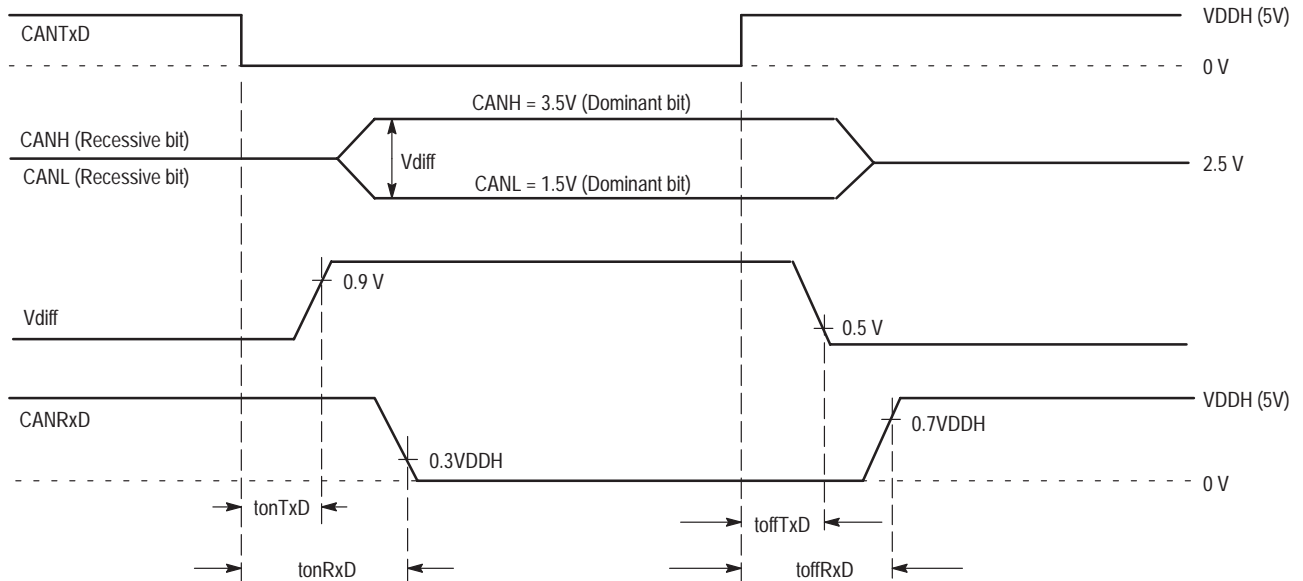 VDDH (5V)
CANTxD
0 V
CANH = 3.5V (Dominant bit)
CANH (Recessive bit)
Vdiff
2.5 V
CANL (Recessive bit)
CANL = 1.5V (Dominant bit)
0.9 V
Vdiff
0.5 V
VDDH (5V)
CANRxD
0.7VDDH
0.3VDDH
0 V
tonTxD
toffTxD
tonRxD
toffRxD